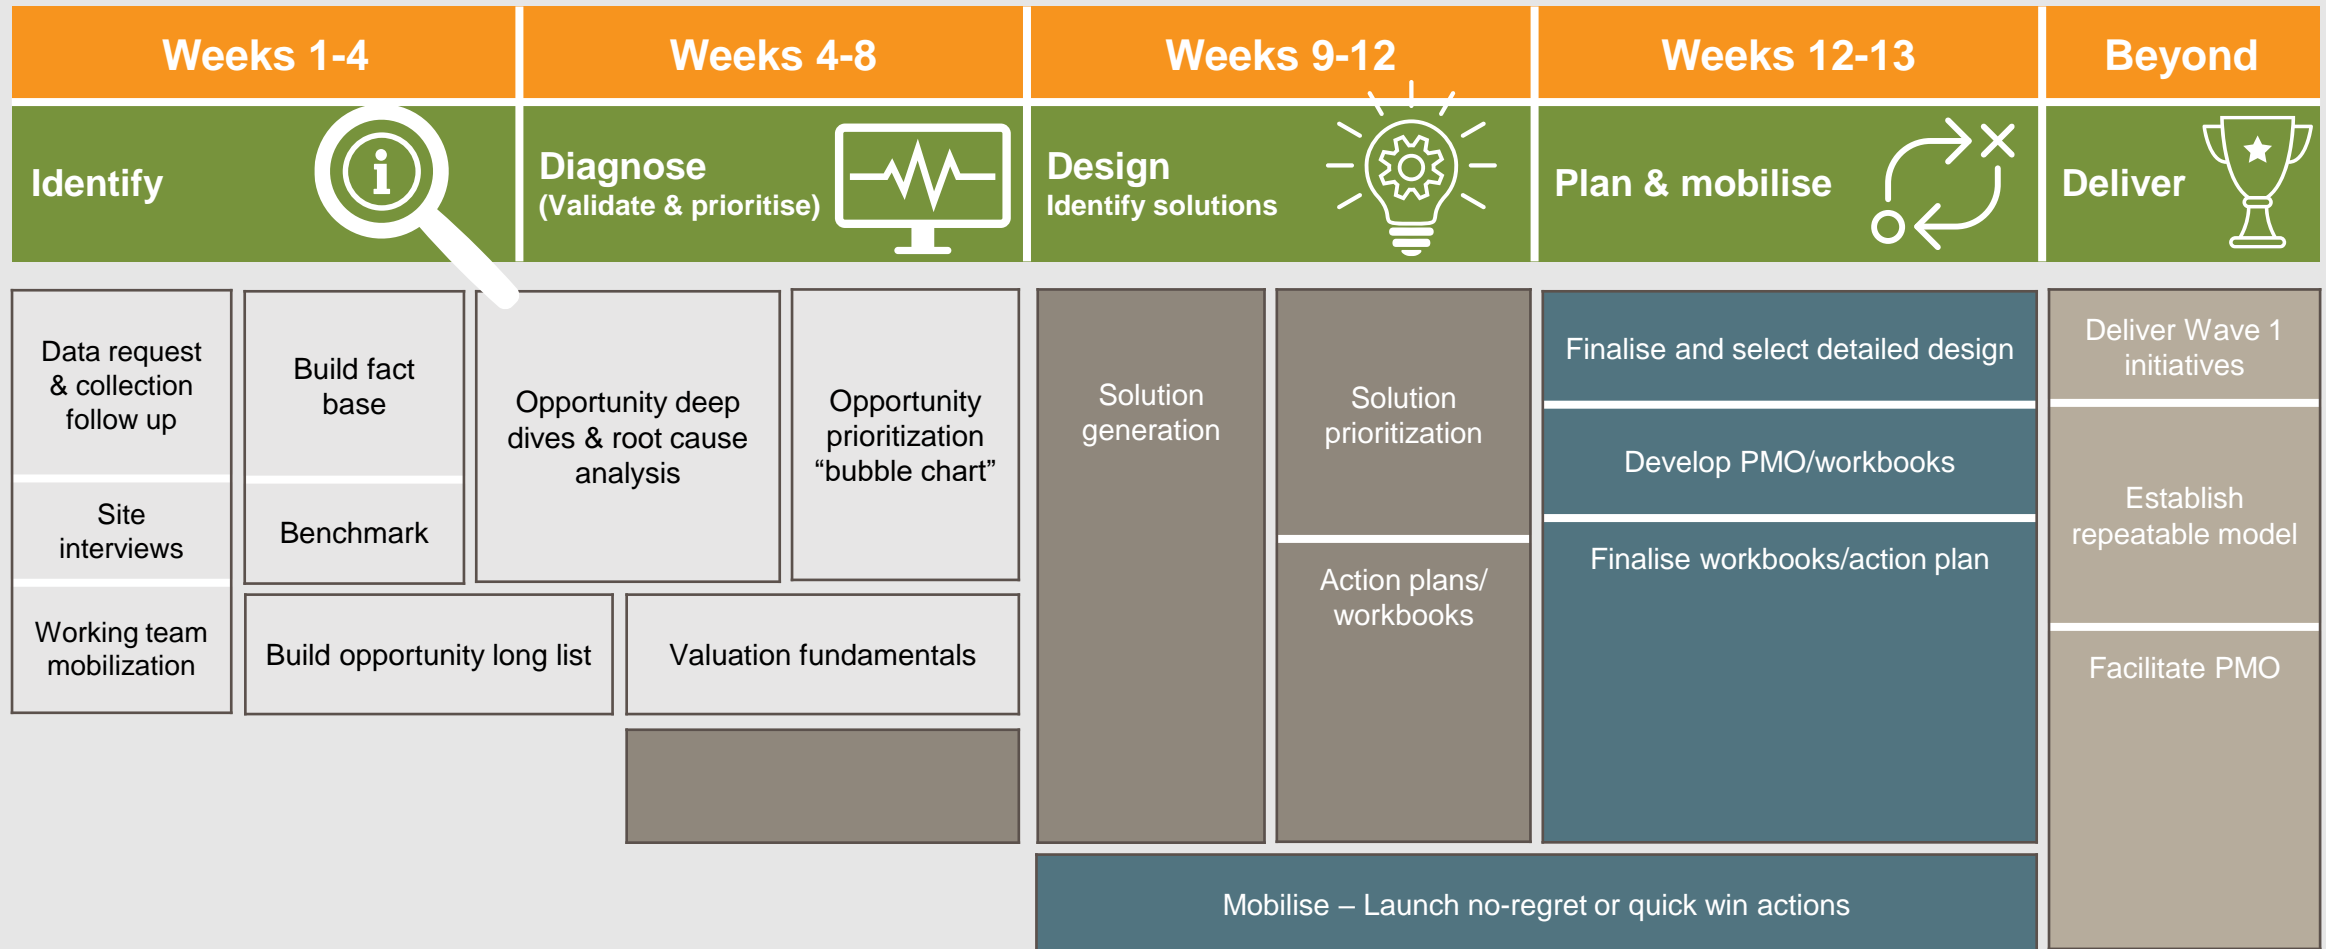 Weeks 1-4
Weeks 4-8
Weeks 9-12
Weeks 12-13
Beyond
Identify
i
Diagnose
(Validate & prioritise)
Design
Identify solutions
Plan & mobilise
Deliver
Data request
& collection
follow up
Site
interviews
Working team
mobilization
Build fact
base
Benchmark
Build opportunity long list
Opportunity deep
dives & root cause
analysis
Opportunity
prioritization
“bubble chart”
Valuation fundamentals
Solution
generation
Solution
prioritization
Action plans/
workbooks
Finalise and select detailed design
Develop PMO/workbooks
Finalise workbooks/action plan
Mobilise – Launch no-regret or quick win actions
Deliver Wave 1
initiatives
Establish
repeatable model
Facilitate PMO